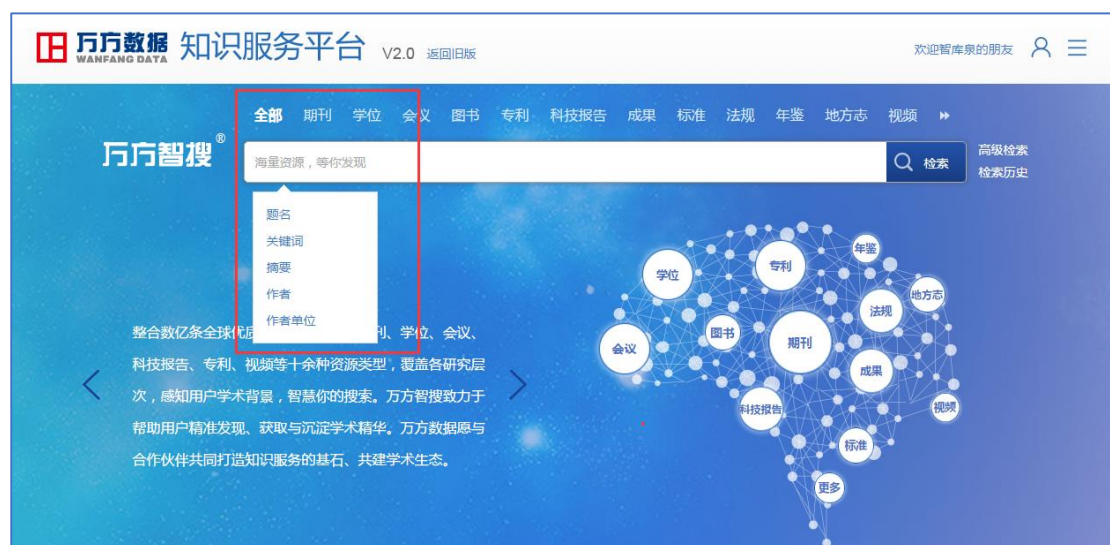 万方数据 知识服务平台 V2.0 返回旧版
WANFANG DATA
欢迎智库泉的朋友
全部 期刊 学位 会议 图书 专利 科技报告 成果 标准 法规 年鉴 地方志 视频
万方智搜®
海量资源，等你发现
检索
高级检索
检索历史
题名
关键词
摘要
作者
作者单位
整合数亿条全球优 刊、学位、会议、
科技报告、专利、视频等十余种资源类型，覆盖各研究层
次，感知用户学术背景，智慧你的搜索。万方智搜致力于
帮助用户精准发现、获取与沉淀学术精华。万方数据愿与
合作伙伴共同打造知识服务的基石、共建学术生态。
年鉴
专利
学位
地方志
法规
图书
期刊
会议
成果
科技报告
视频
标准
更多